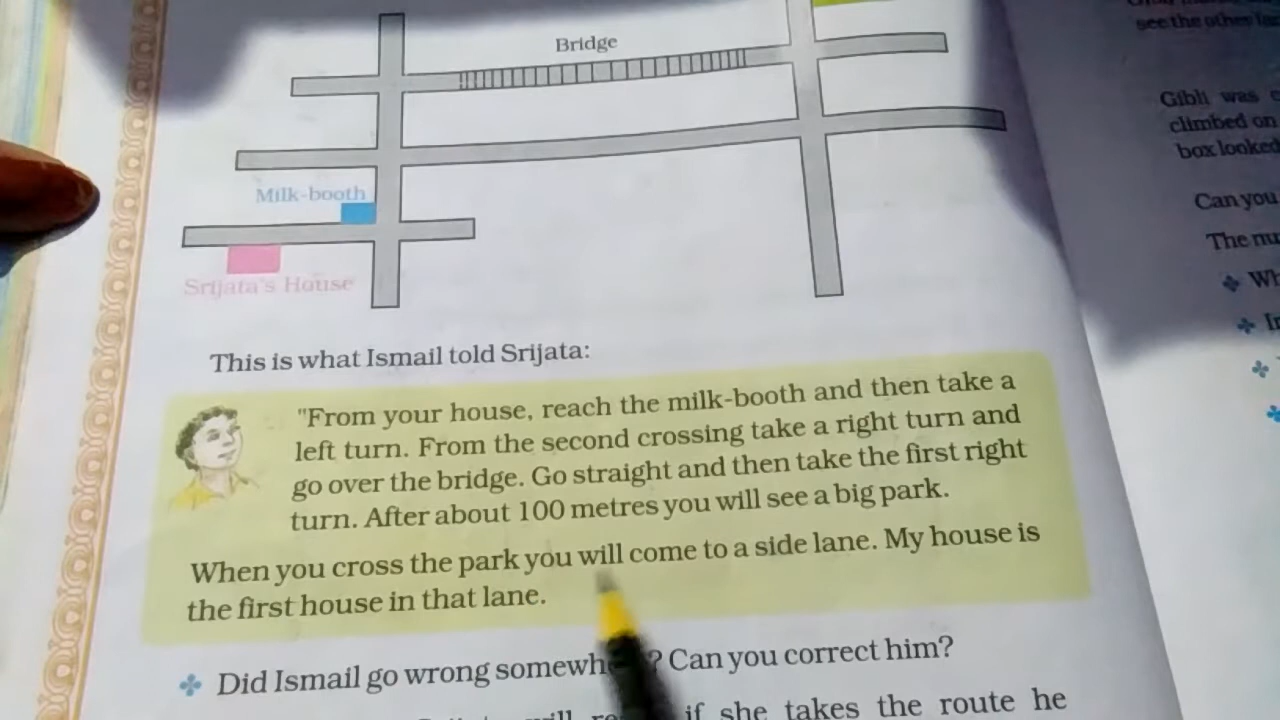 Bridge
Milk-booth
Srijata's House
This is what Ismail told Srijata:
"From your house, reach the milk-booth and then take a
left turn. From the second crossing take a right turn and
go over the bridge. Go straight and then take the first right
turn. After about 100 metres you will see a big park.
When you cross the park you will come to a side lane. My house is
the first house in that lane.
Did Ismail go wrong ? Can you correct him?
if she takes the route he
see the other
Gibli was
climbed on
box looked
Can you
The